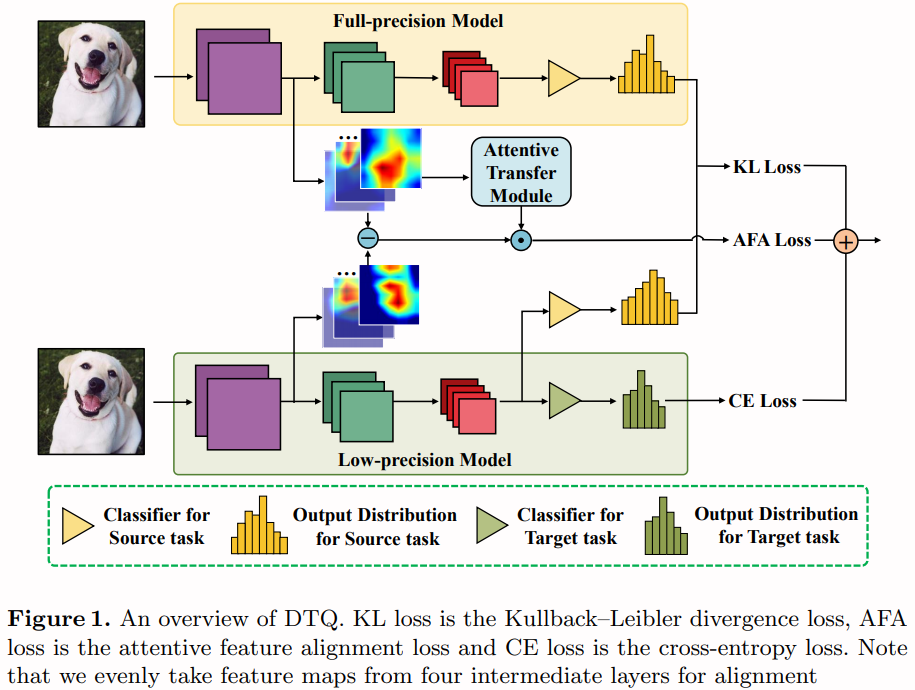 Full-precision Model
Attentive
Transfer
Module
KL Loss
AFA Loss
CE Loss
Low-precision Model
Classifier for
Source task
Output Distribution
for Source task
Classifier for
Target task
Output Distribution
for Target task
Figure 1. An overview of DTQ. KL loss is the Kullback–Leibler divergence loss, AFA
loss is the attentive feature alignment loss and CE loss is the cross-entropy loss. Note
that we evenly take feature maps from four intermediate layers for alignment